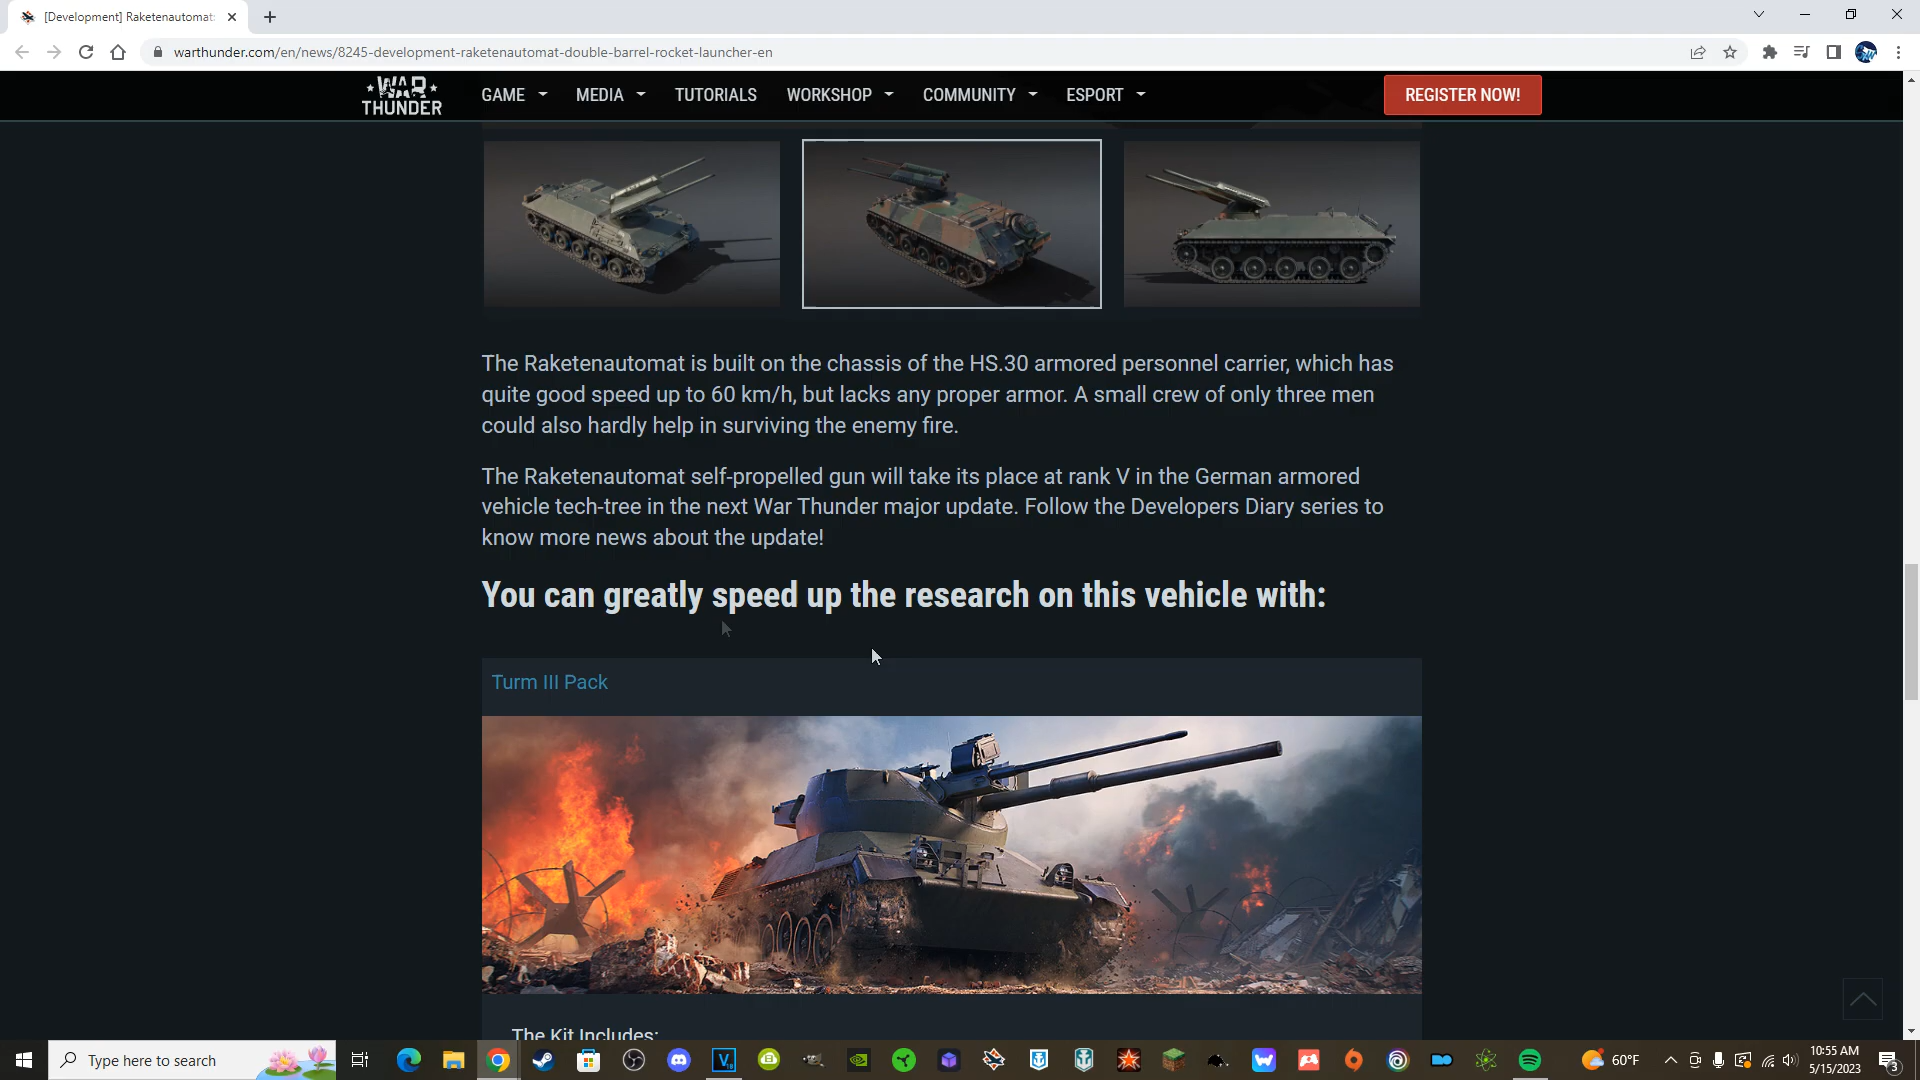 [Development] Raketenautomat:
warthunder.com/en/news/8245-development-raketenautomat-double-barrel-rocket-launcher-en
WAR THUNDER
GAME
MEDIA
TUTORIALS
WORKSHOP
COMMUNITY
ESPORT
REGISTER NOW!
The Raketenautomat is built on the chassis of the HS.30 armored personnel carrier, which has
quite good speed up to 60 km/h, but lacks any proper armor. A small crew of only three men
could also hardly help in surviving the enemy fire.
The Raketenautomat self-propelled gun will take its place at rank V in the German armored
vehicle tech-tree in the next War Thunder major update. Follow the Developers Diary series to
know more news about the update!
You can greatly speed up the research on this vehicle with:
Turm III Pack
The Kit Includes:
Type here to search
60°F
10:55 AM
5/15/2023
3